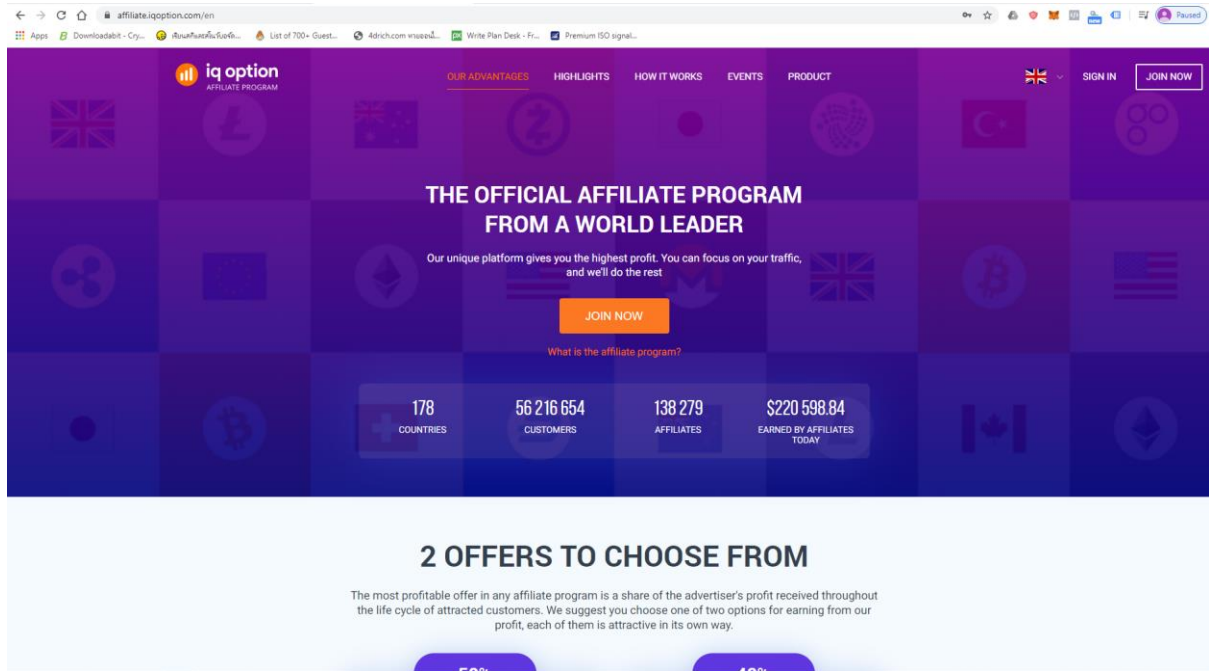 affiliate.iqoption.com/en
Paused
Apps
Downloadabit - Cry...
List of 700+ Guest...
4drich.com
Write Plan Desk - Fr...
Premium ISO signal...
iq option
AFFILIATE PROGRAM
OUR ADVANTAGES
HIGHLIGHTS
HOW IT WORKS
EVENTS
PRODUCT
SIGN IN
JOIN NOW
THE OFFICIAL AFFILIATE PROGRAM
FROM A WORLD LEADER
Our unique platform gives you the highest profit. You can focus on your traffic,
and we'll do the rest
JOIN NOW
What is the affiliate program?
178
COUNTRIES
56 216 654
CUSTOMERS
138 279
AFFILIATES
$220 598.84
EARNED BY AFFILIATES
TODAY
2 OFFERS TO CHOOSE FROM
The most profitable offer in any affiliate program is a share of the advertiser's profit received throughout
the life cycle of attracted customers. We suggest you choose one of two options for earning from our
profit, each of them is attractive in its own way.